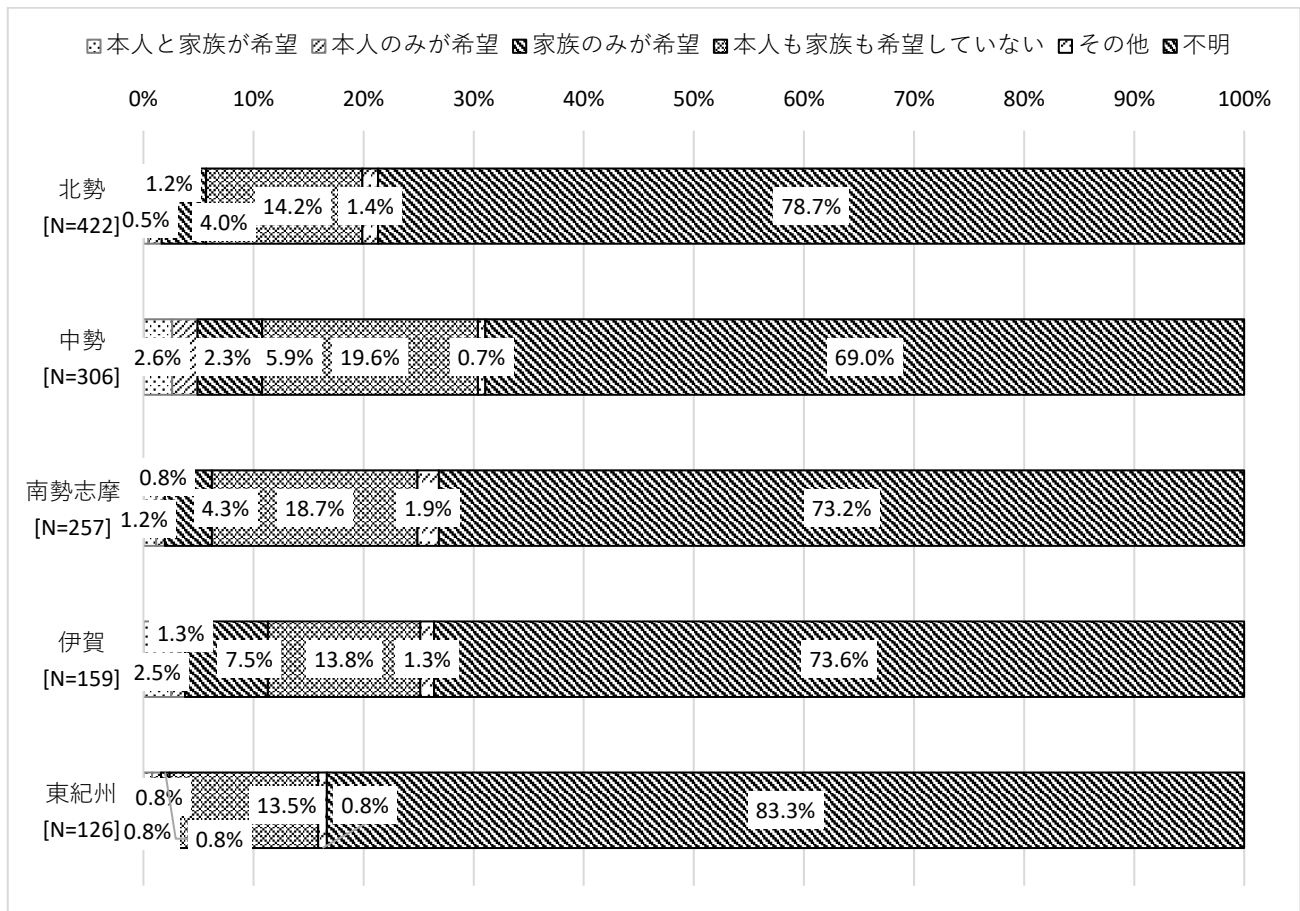 本人と家族が希望 本人のみが希望 家族のみが希望 本人も家族も希望していない その他 不明
0% 10% 20% 30% 40% 50% 60% 70% 80% 90% 100%
北勢
[N=422]
1.2%
0.5% 4.0% 14.2% 1.4% 78.7%
中勢
[N=306]
2.6% 2.3% 5.9% 19.6% 0.7% 69.0%
南勢志摩
[N=257]
0.8%
1.2% 4.3% 18.7% 1.9% 73.2%
伊賀
[N=159]
1.3%
2.5% 7.5% 13.8% 1.3% 73.6%
東紀州
[N=126]
0.8% 13.5% 0.8% 83.3%
0.8% 0.8%